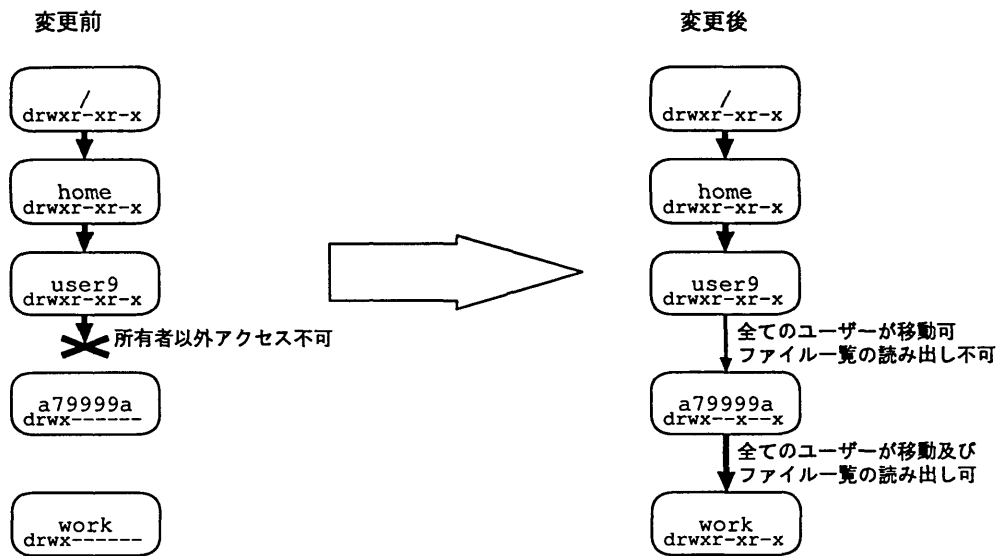 変更前
/
drwxr-xr-x
home
drwxr-xr-x
user9
drwxr-xr-x
所有者以外アクセス不可
a79999a
drwx------
work
drwx------
変更後
/
drwxr-xr-x
home
drwxr-xr-x
user9
drwxr-xr-x
全てのユーザーが移動可
ファイル一覧の読み出し不可
a79999a
drwx--x--x
全てのユーザーが移動及び
ファイル一覧の読み出し可
work
drwxr-xr-x